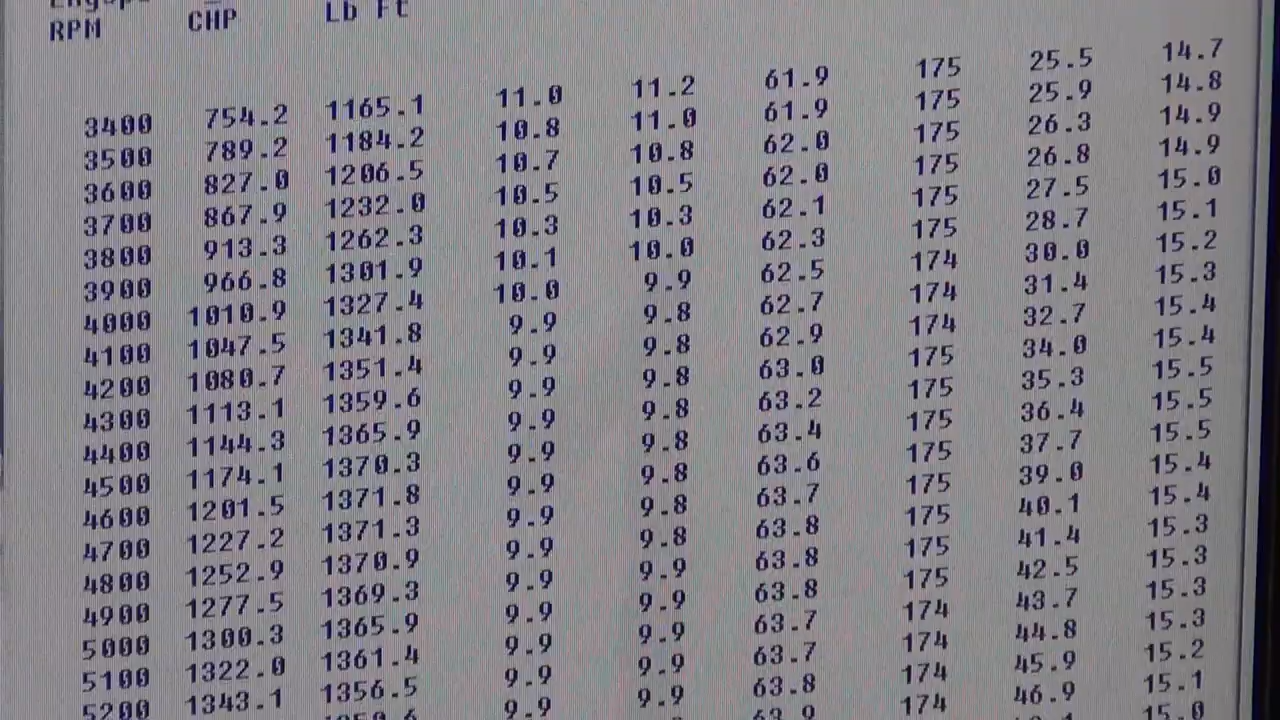 RPM CHP Lb Ft
3400 754.2 1165.1 11.0 11.2 61.9 175 25.5 14.7
3500 789.2 1184.2 10.8 11.0 61.9 175 25.9 14.8
3600 827.0 1206.5 10.7 10.8 62.0 175 26.3 14.9
3700 867.9 1232.0 10.5 10.5 62.0 175 26.8 14.9
3800 913.3 1262.3 10.3 10.3 62.1 175 27.5 15.0
3900 966.8 1301.9 10.1 10.0 62.3 175 28.7 15.1
4000 1010.9 1327.4 10.0 9.9 62.5 174 30.0 15.2
4100 1047.5 1341.8 9.9 9.8 62.7 174 31.4 15.3
4200 1080.7 1351.4 9.9 9.8 62.9 174 32.7 15.4
4300 1113.1 1359.6 9.9 9.8 63.0 175 34.0 15.4
4400 1144.3 1365.9 9.9 9.8 63.2 175 35.3 15.5
4500 1174.1 1370.3 9.9 9.8 63.4 175 36.4 15.5
4600 1201.5 1371.8 9.9 9.8 63.6 175 37.7 15.5
4700 1227.2 1371.3 9.9 9.8 63.7 175 39.0 15.4
4800 1252.9 1370.9 9.9 9.8 63.8 175 40.1 15.4
4900 1277.5 1369.3 9.9 9.9 63.8 175 41.4 15.3
5000 1300.3 1365.9 9.9 9.9 63.8 175 42.5 15.3
5100 1322.0 1361.4 9.9 9.9 63.7 174 43.7 15.3
5200 1343.1 1356.5 9.9 9.9 63.7 174 44.8 15.3
9.9 9.9 63.8 174 45.9 15.2
63.9 174 46.9 15.1
15.0